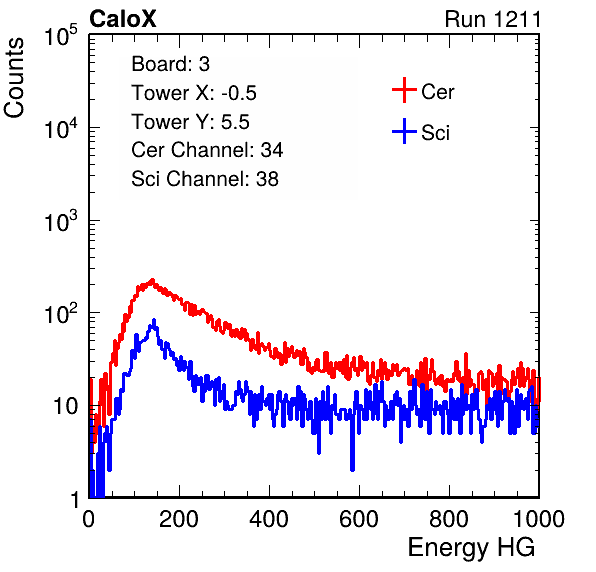 CaloX Run 1211
Counts
Board: 3
Tower X: -0.5
Tower Y: 5.5
Cer Channel: 34
Sci Channel: 38
Cer
Sci
10^5
10^4
10^3
10^2
10
1
0 200 400 600 800 1000
Energy HG